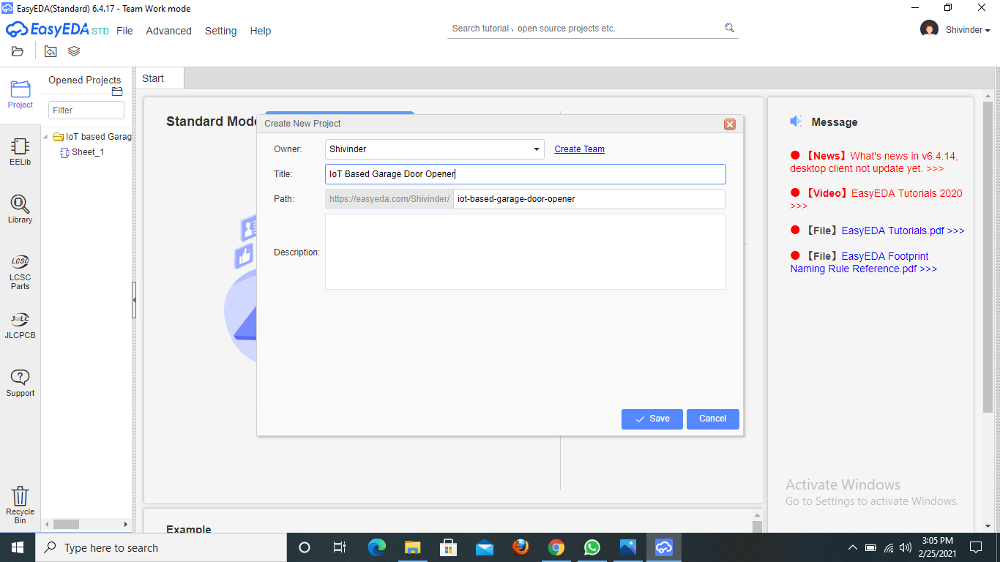 EasyEDA(Standard) 6.4.17 - Team Work mode
EasyEDA STD File Advanced Setting Help
Search tutorial、open source projects etc.
Shivinder
Project
EELib
Library
LCSC
LCSC
Parts
JLCPCB
Support
Recycle
Bin
Opened Projects
Filter
IoT based Garag
Sheet_1
Start
Standard Mode
Create New Project
Owner: Shivinder Create Team
Title: IoT Based Garage Door Opener
Path: https://easyeda.com/Shivinder/ iot-based-garage-door-opener
Description:
Save Cancel
Example
Message
【News】What's news in v6.4.14,
desktop client not update yet. >>>
【Video】EasyEDA Tutorials 2020
>>>
【File】EasyEDA Tutorials.pdf >>>
【File】EasyEDA Footprint
Naming Rule Reference.pdf >>>
Activate Windows
Go to Settings to activate Windows.
Type here to search
3:05 PM
2/25/2021